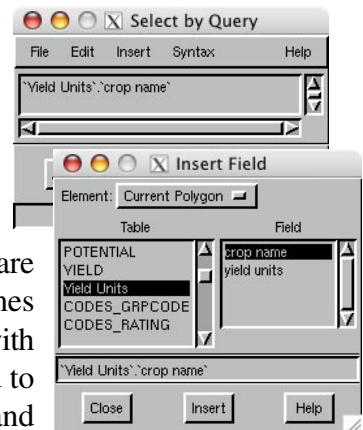 Select by Query
File Edit Insert Syntax Help
`Yield Units`.`crop name`
Insert Field
Element: Current Polygon
Table Field
POTENTIAL crop name
YIELD yield units
Yield Units
CODES_GRPCODE
CODES_RATING
`Yield Units`.`crop name`
Close Insert Help
are
nes
ith
to
and